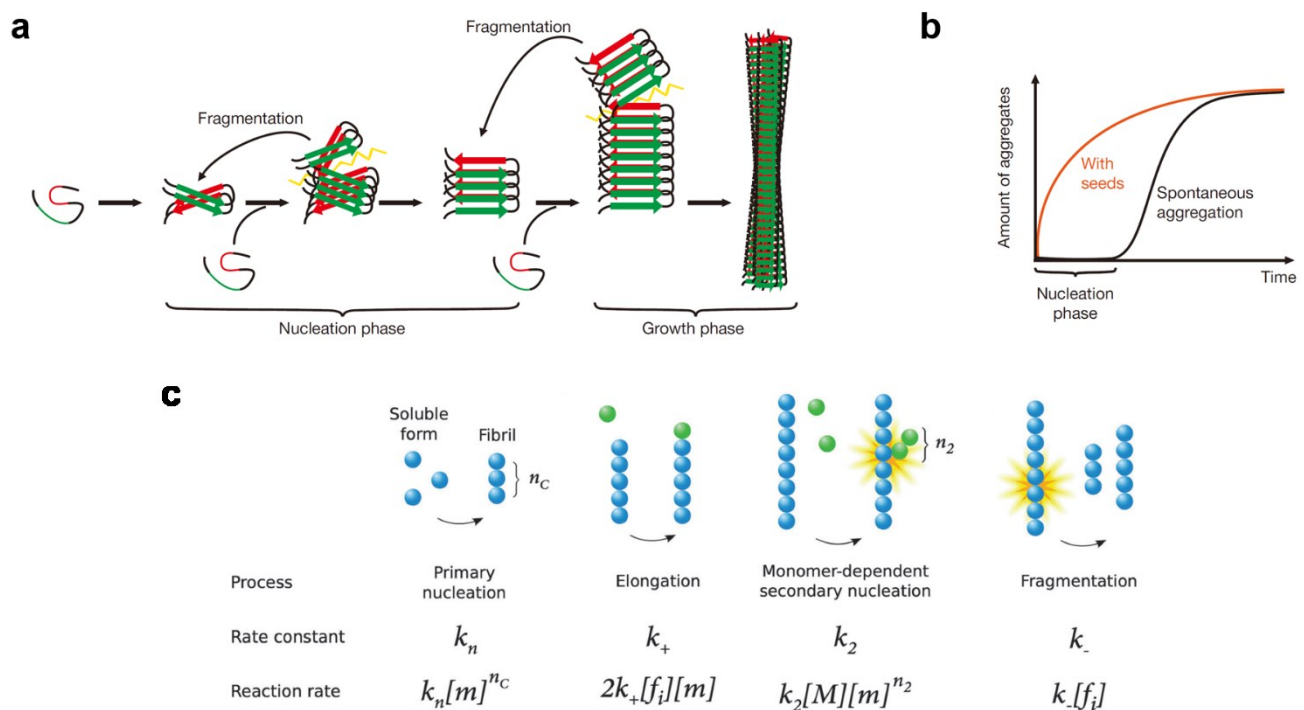 a
Fragmentation
Fragmentation
Nucleation phase
Growth phase
b
Amount of aggregates
With
seeds
Spontaneous
aggregation
Time
Nucleation
phase
c
Soluble
form
Fibril
n_C
n_2
Process
Primary
nucleation
Elongation
Monomer-dependent
secondary nucleation
Fragmentation
Rate constant
k_n
k_+
k_2
k_-
Reaction rate
k_n[m]^{n_C}
2k_+[f_i][m]
k_2[M][m]^{n_2}
k_-[f_i]